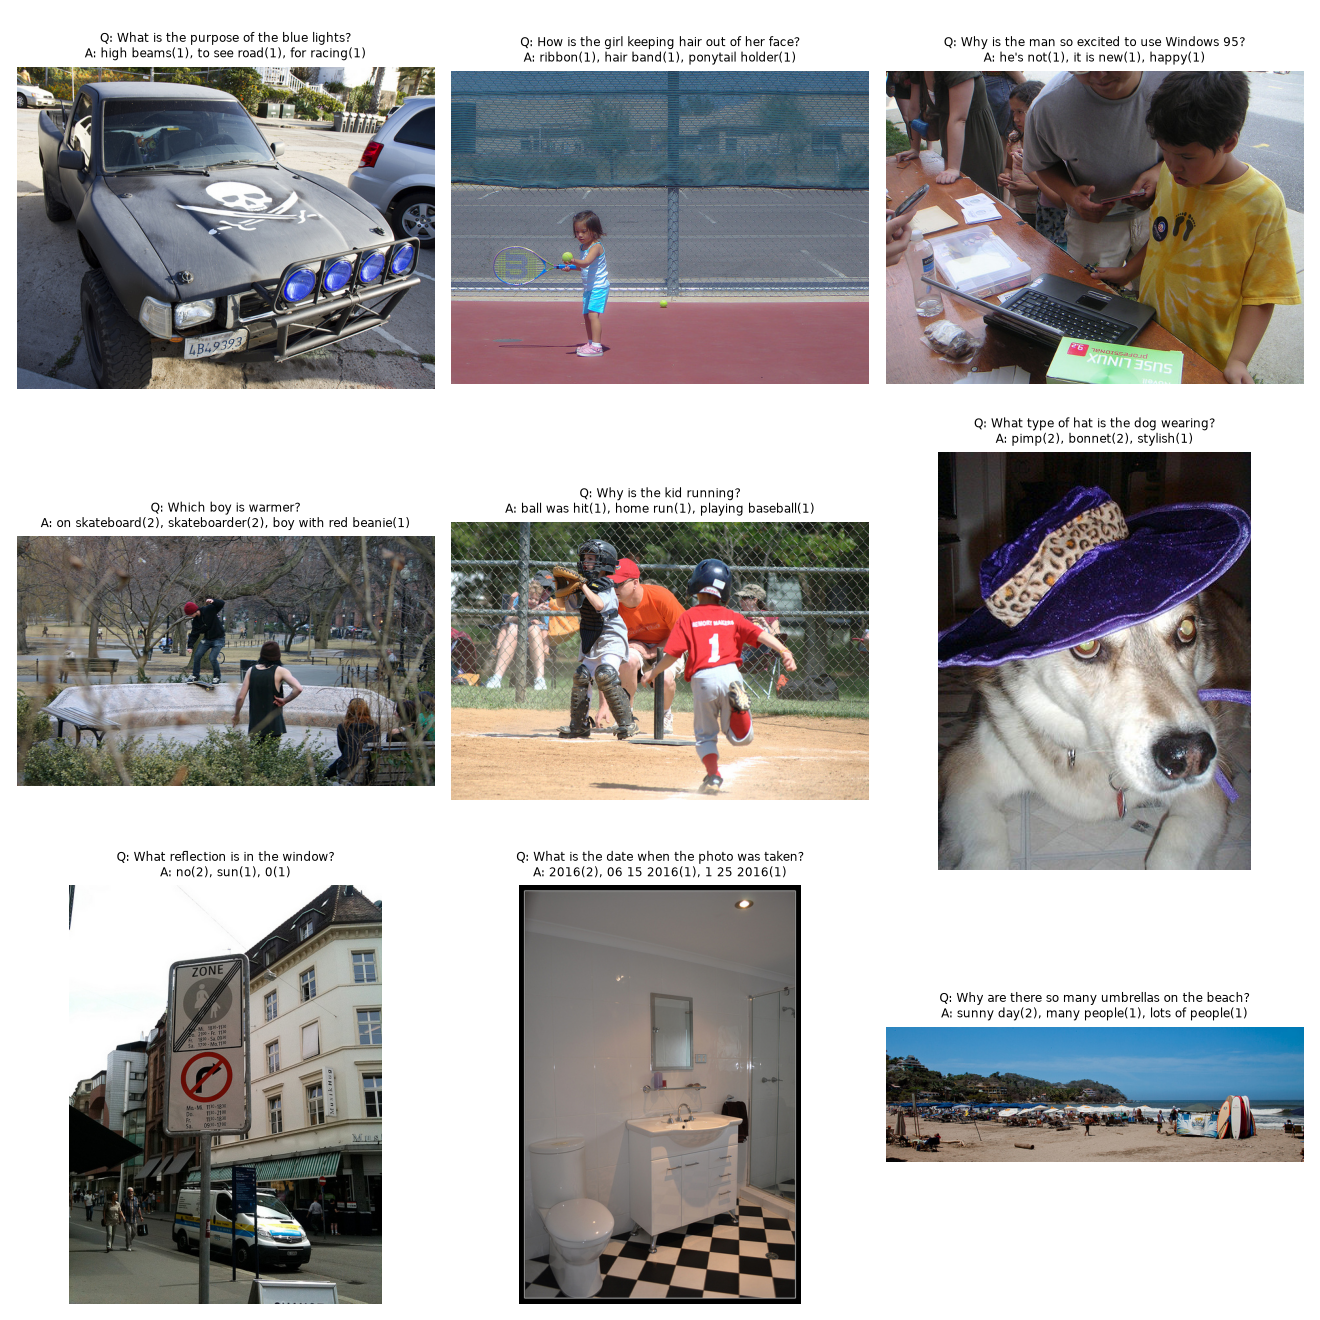 Q: What is the purpose of the blue lights?
A: high beams(1), to see road(1), for racing(1)
Q: How is the girl keeping hair out of her face?
A: ribbon(1), hair band(1), ponytail holder(1)
Q: Why is the man so excited to use Windows 95?
A: he's not(1), it is new(1), happy(1)
4B49393
SUSE LINUX
PROFESSIONAL
9.2
Q: What type of hat is the dog wearing?
A: pimp(2), bonnet(2), stylish(1)
Q: Which boy is warmer?
A: on skateboard(2), skateboarder(2), boy with red beanie(1)
Q: Why is the kid running?
A: ball was hit(1), home run(1), playing baseball(1)
1
Q: What reflection is in the window?
A: no(2), sun(1), 0(1)
ZONE
Q: What is the date when the photo was taken?
A: 2016(2), 06 15 2016(1), 1 25 2016(1)
Q: Why are there so many umbrellas on the beach?
A: sunny day(2), many people(1), lots of people(1)